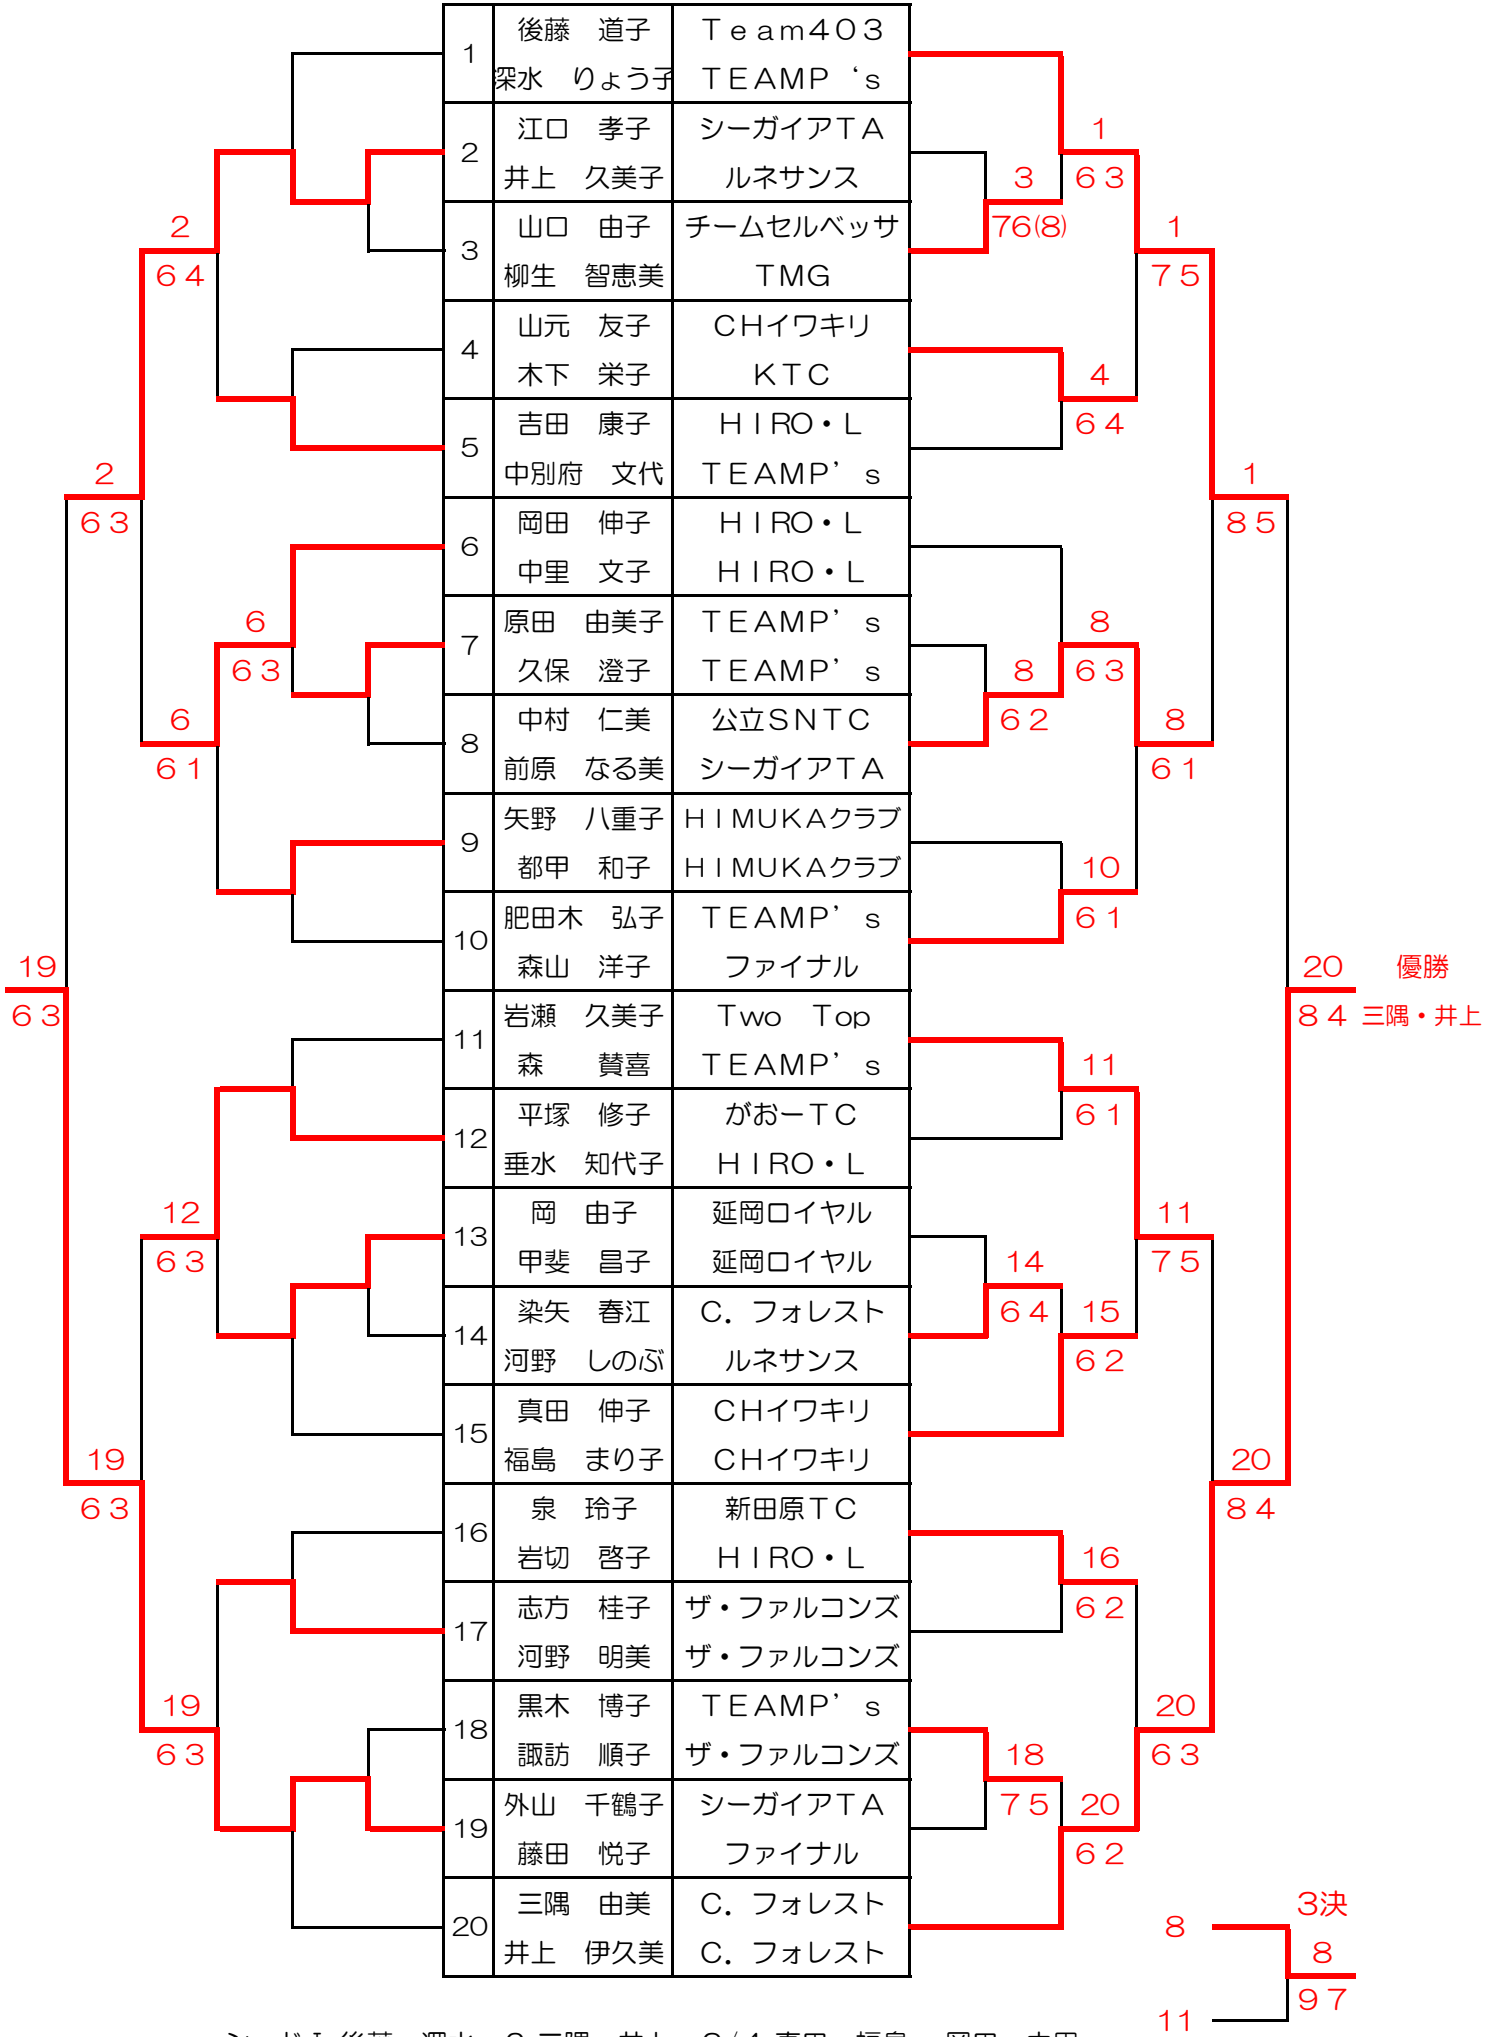 1 後藤 道子 Ｔｅａｍ４０３
深水 りょう子 ＴＥＡＭＰ‘ｓ
2 江口 孝子 シーガイアＴＡ
井上 久美子 ルネサンス
3 山口 由子 チームセルベッサ
柳生 智恵美 ＴＭＧ
4 山元 友子 ＣＨイワキリ
木下 栄子 ＫＴＣ
5 吉田 康子 ＨＩＲＯ・Ｌ
中別府 文代 ＴＥＡＭＰ’ｓ
6 岡田 伸子 ＨＩＲＯ・Ｌ
中里 文子 ＨＩＲＯ・Ｌ
7 原田 由美子 ＴＥＡＭＰ’ｓ
久保 澄子 ＴＥＡＭＰ’ｓ
8 中村 仁美 公立ＳＮＴＣ
前原 なる美 シーガイアＴＡ
9 矢野 八重子 ＨＩＭＵＫＡクラブ
都甲 和子 ＨＩＭＵＫＡクラブ
10 肥田木 弘子 ＴＥＡＭＰ’ｓ
森山 洋子 ファイナル
11 岩瀬 久美子 Ｔｗｏ Ｔｏｐ
森 賛喜 ＴＥＡＭＰ’ｓ
12 平塚 修子 がおーＴＣ
垂水 知代子 ＨＩＲＯ・Ｌ
13 岡 由子 延岡ロイヤル
甲斐 昌子 延岡ロイヤル
14 染矢 春江 Ｃ．フォレスト
河野 しのぶ ルネサンス
15 真田 伸子 ＣＨイワキリ
福島 まり子 ＣＨイワキリ
16 泉 玲子 新田原ＴＣ
岩切 啓子 ＨＩＲＯ・Ｌ
17 志方 桂子 ザ・ファルコンズ
河野 明美 ザ・ファルコンズ
18 黒木 博子 ＴＥＡＭＰ’ｓ
諏訪 順子 ザ・ファルコンズ
19 外山 千鶴子 シーガイアＴＡ
藤田 悦子 ファイナル
20 三隅 由美 Ｃ．フォレスト
井上 伊久美 Ｃ．フォレスト
2
６４
2
６３
6
６３
6
６１
19
６３
12
６３
19
６３
19
６３
1
６３
3
76(8)
1
７５
4
６４
1
８５
8
６３
8
６２
8
６１
10
６１
20 優勝
８４ 三隅・井上
11
６１
11
７５
14
６４
15
６２
20
８４
16
６２
20
６３
18
７５
20
６２
3決
8
8
９７
11